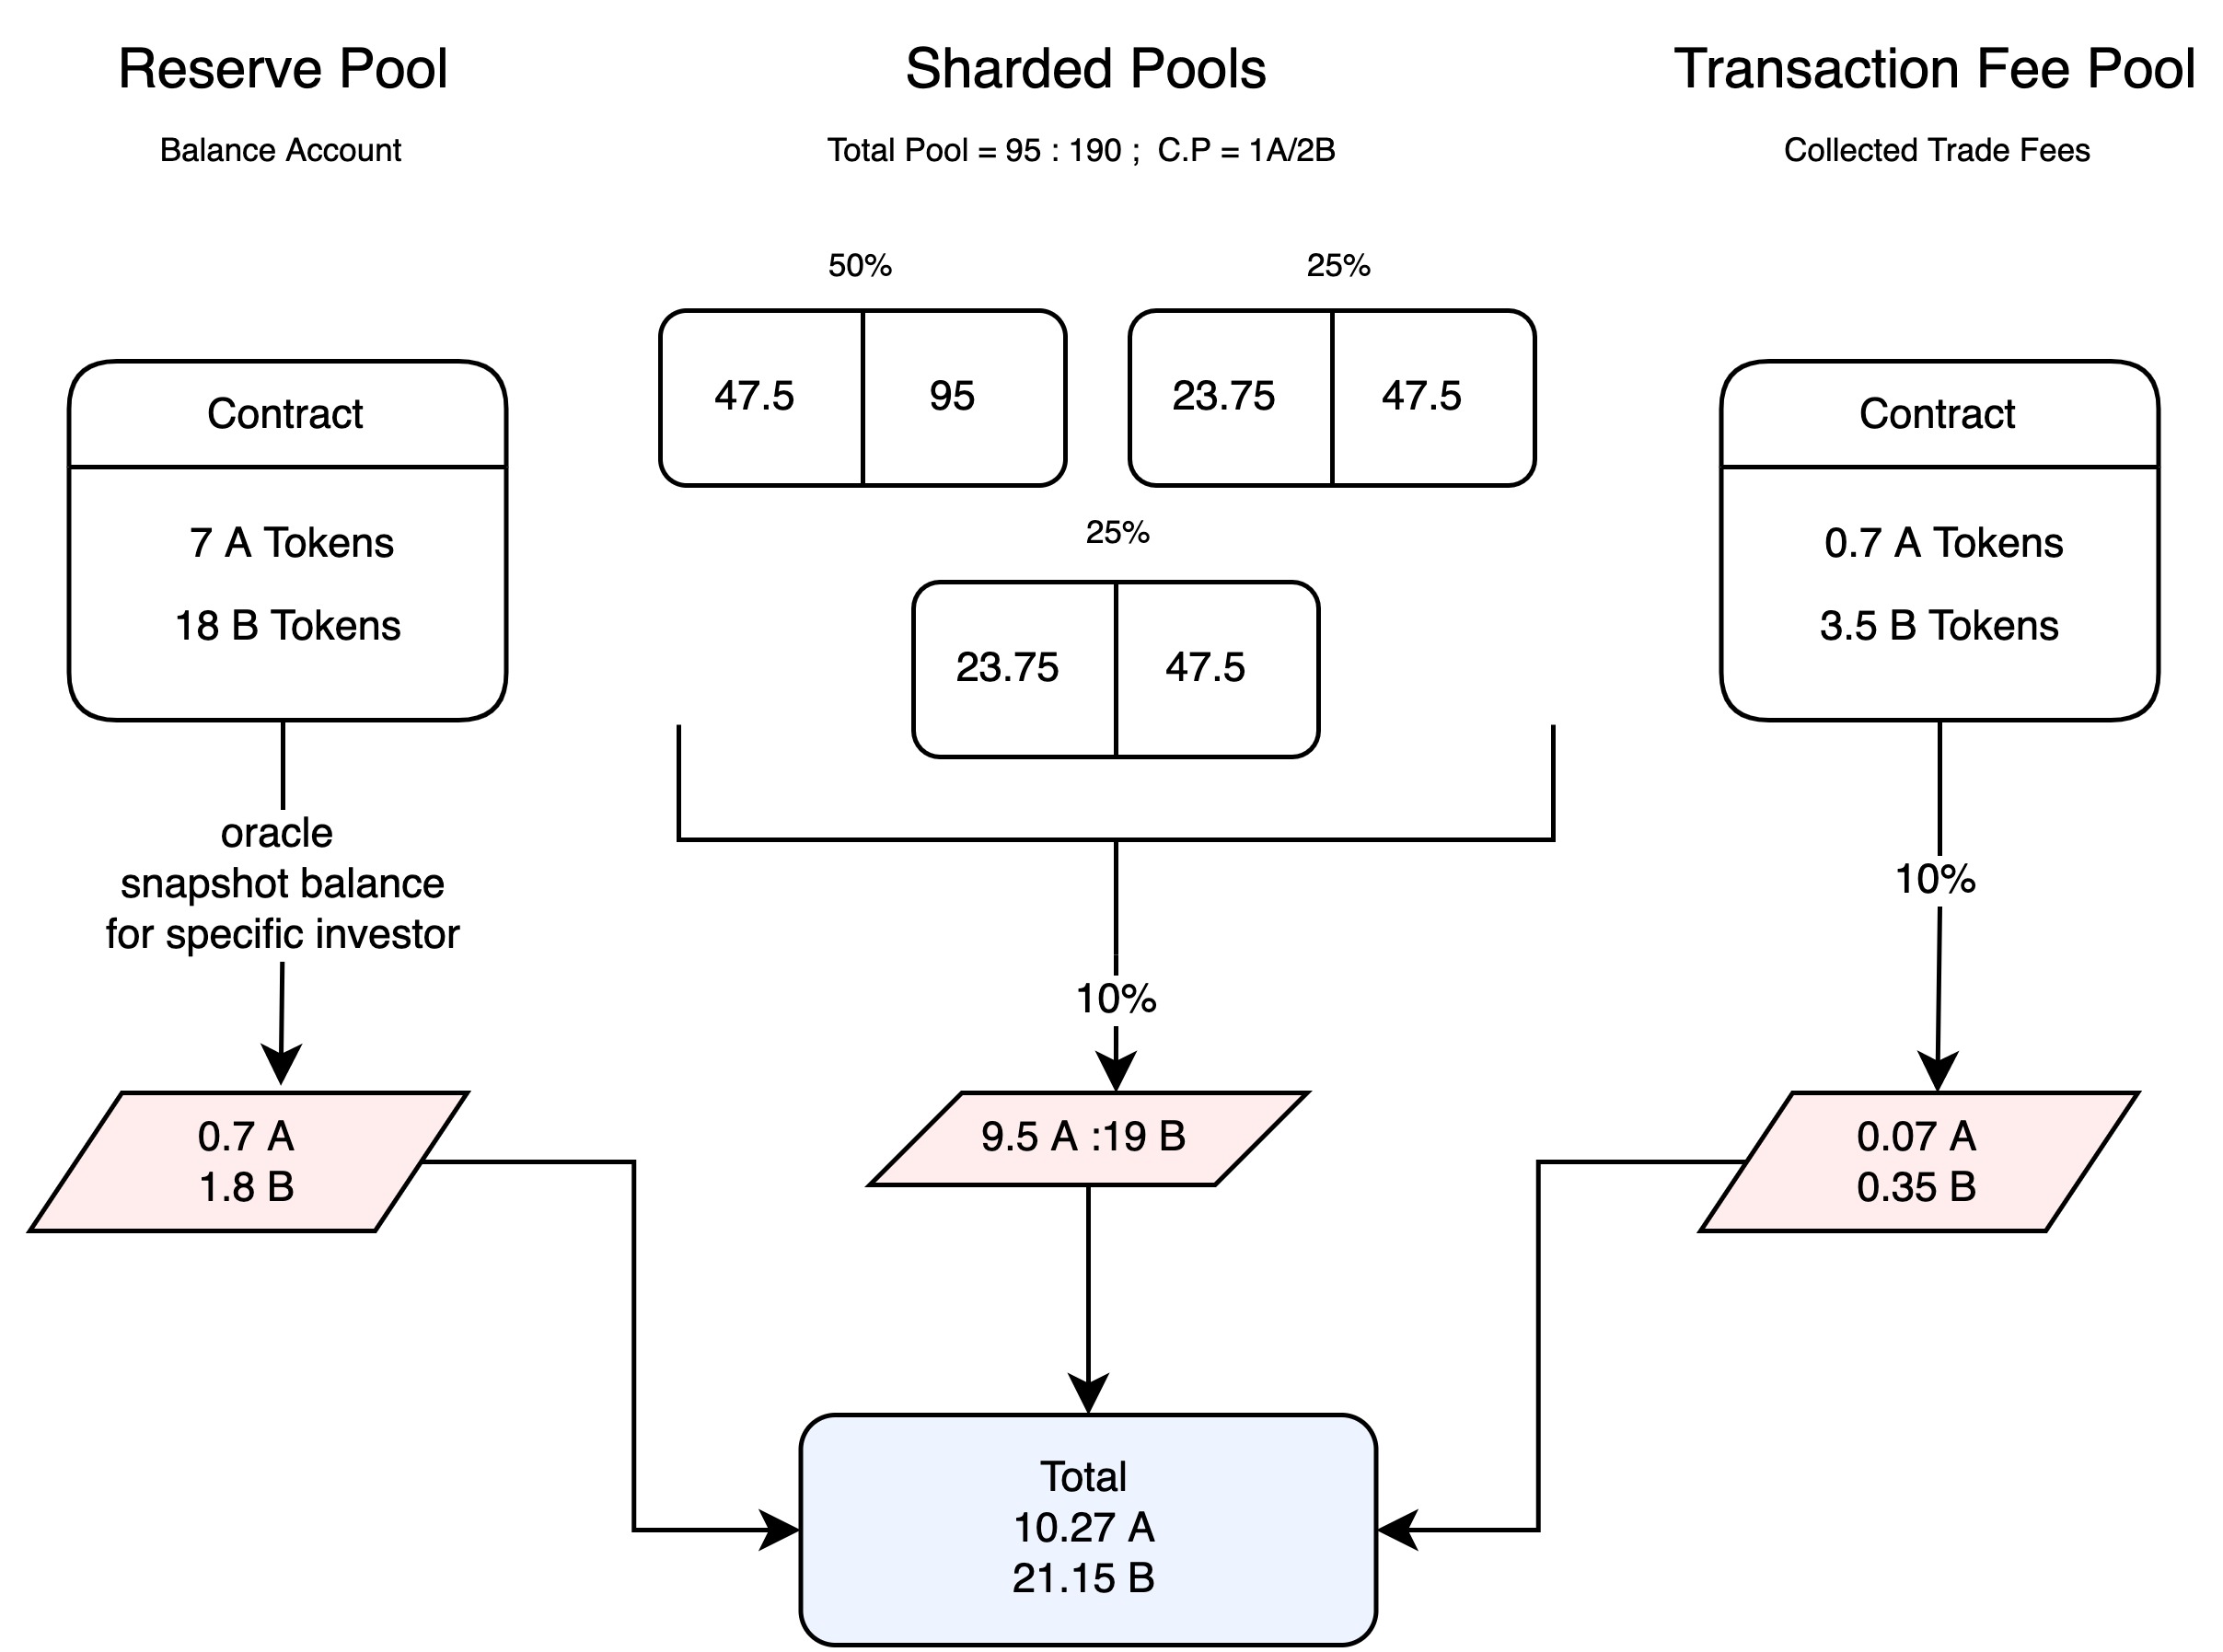 Reserve Pool
Balance Account
Contract
7 A Tokens
18 B Tokens
oracle
snapshot balance
for specific investor
0.7 A
1.8 B
Sharded Pools
Total Pool = 95 : 190 ;  C.P = 1A/2B
50%
47.5 95
25%
23.75 47.5
25%
23.75 47.5
10%
9.5 A :19 B
Transaction Fee Pool
Collected Trade Fees
Contract
0.7 A Tokens
3.5 B Tokens
10%
0.07 A
0.35 B
Total
10.27 A
21.15 B